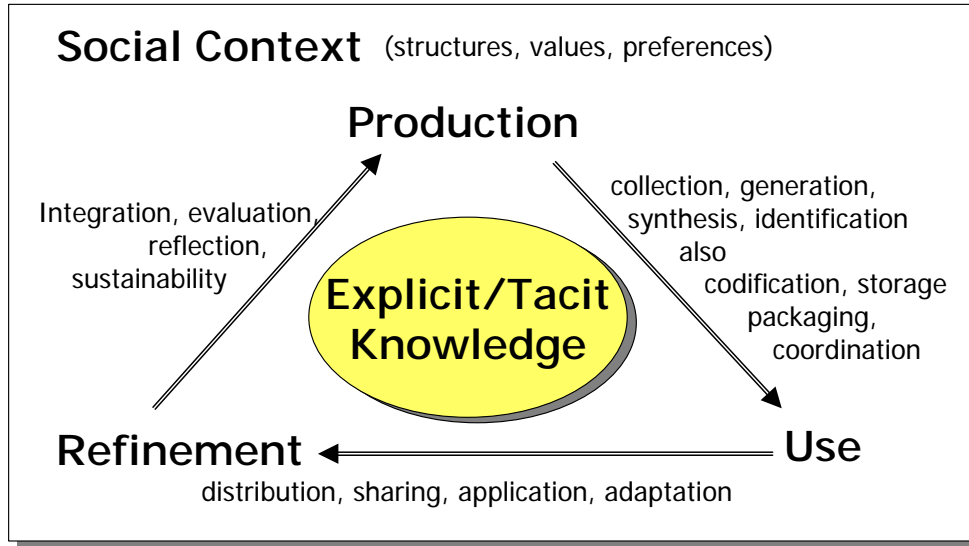 Social Context (structures, values, preferences)
Production
collection, generation,
synthesis, identification
also
codification, storage
packaging,
coordination
Integration, evaluation,
reflection,
sustainability
Explicit/Tacit
Knowledge
Refinement
Use
distribution, sharing, application, adaptation